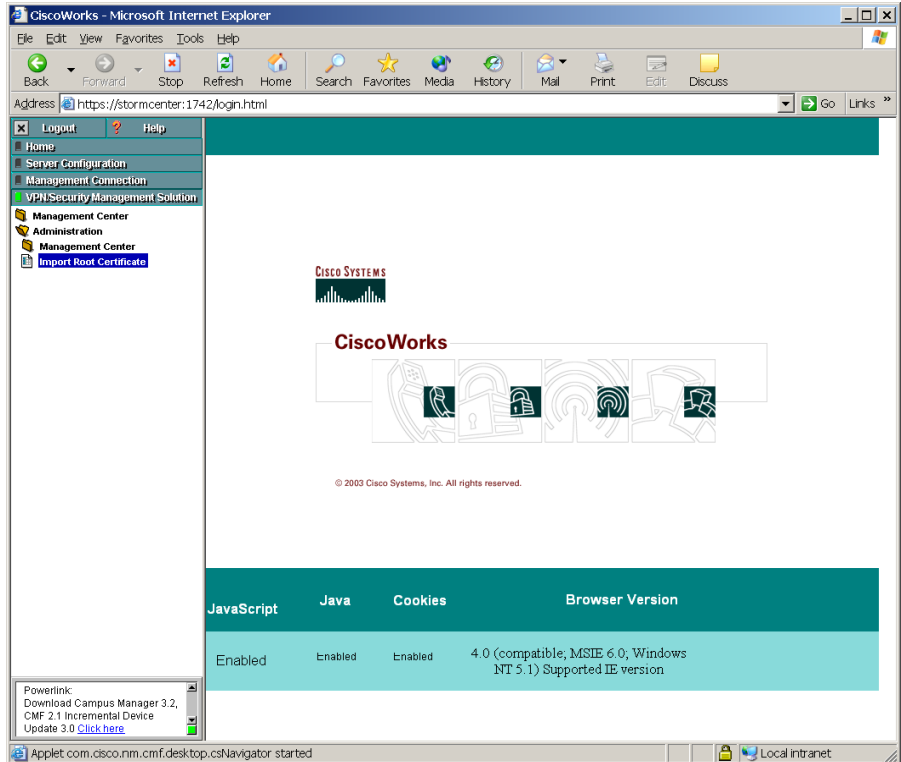 CiscoWorks - Microsoft Internet Explorer
File Edit View Favorites Tools Help
Back Forward Stop Refresh Home Search Favorites Media History Mail Print Edit Discuss
Address https://stormcenter:1742/login.html Go Links »
Logout ? Help
Home
Server Configuration
Management Connection
VPN/Security Management Solution
Management Center
Administration
Management Center
Import Root Certificate
CISCO SYSTEMS
CiscoWorks
© 2003 Cisco Systems, Inc. All rights reserved.
JavaScript Java Cookies Browser Version
Enabled Enabled Enabled 4.0 (compatible; MSIE 6.0; Windows
NT 5.1) Supported IE version
Powerlink:
Download Campus Manager 3.2,
CMF 2.1 Incremental Device
Update 3.0 Click here
Applet com.cisco.nm.cmf.desktop.csNavigator started Local intranet